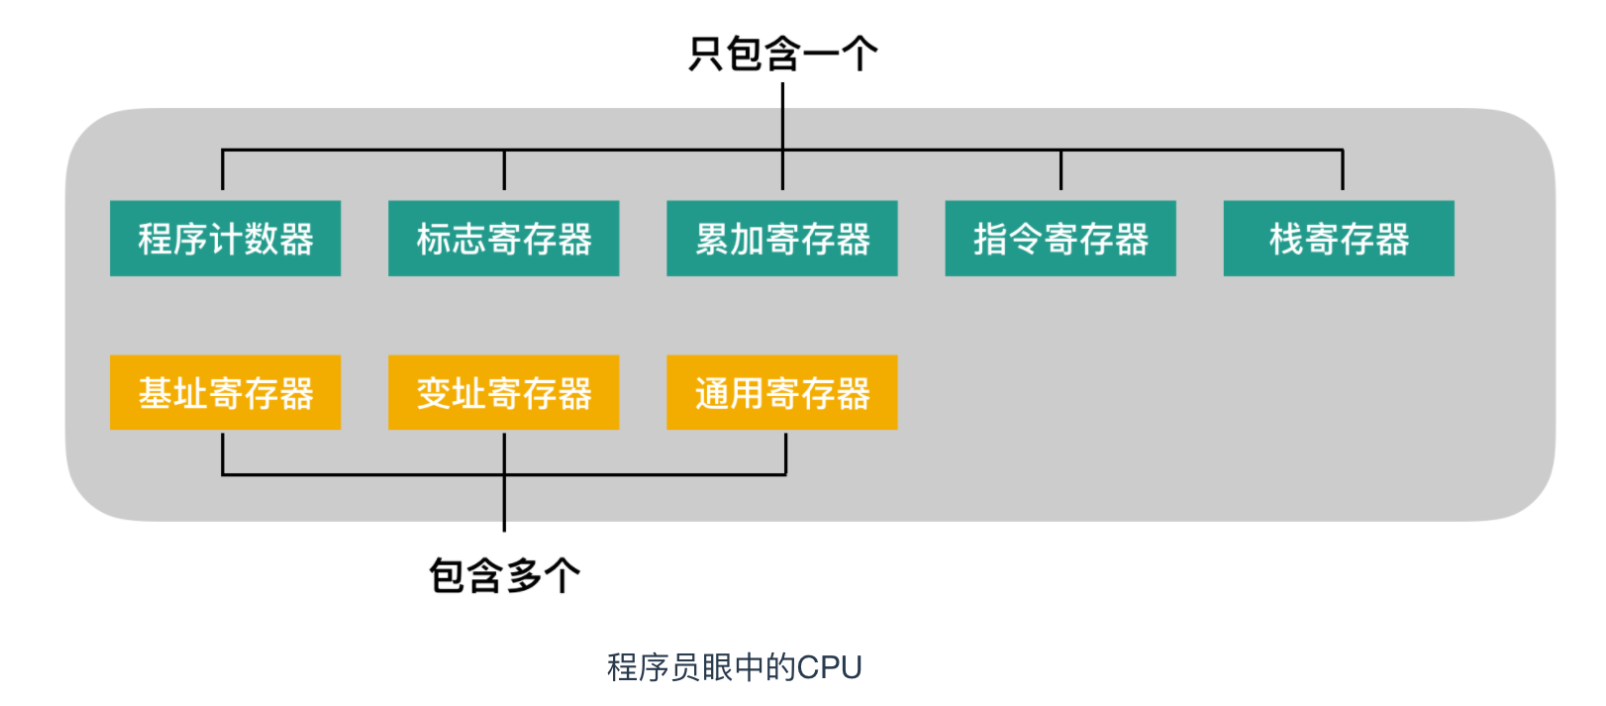 只包含一个
程序计数器 标志寄存器 累加寄存器 指令寄存器 栈寄存器
基址寄存器 变址寄存器 通用寄存器
包含多个
程序员眼中的CPU